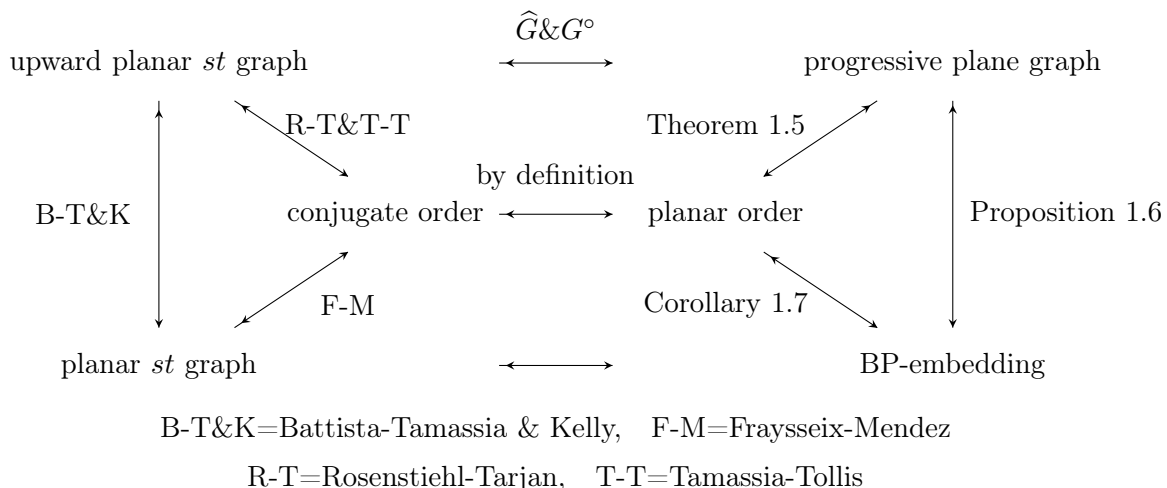 Ĝ&G°
upward planar st graph
progressive plane graph
R-T&T-T
Theorem 1.5
by definition
B-T&K
conjugate order
planar order
Proposition 1.6
F-M
Corollary 1.7
planar st graph
BP-embedding
B-T&K=Battista-Tamassia & Kelly, F-M=Fraysseix-Mendez
R-T=Rosenstiehl-Tarjan, T-T=Tamassia-Tollis